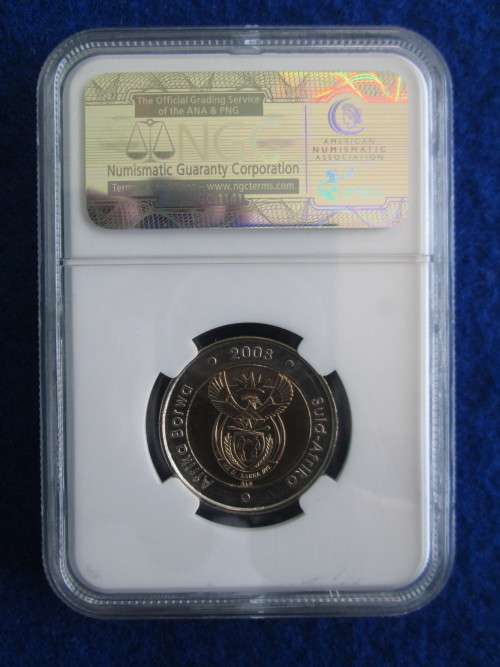 The Official Grading Service
of the ANA & PNG
NGC
Numismatic Guaranty Corporation
www.ngcterms.com
AMERICAN
NUMISMATIC
ASSOCIATION
2008
Afrika Borwa
Suid-Afrika